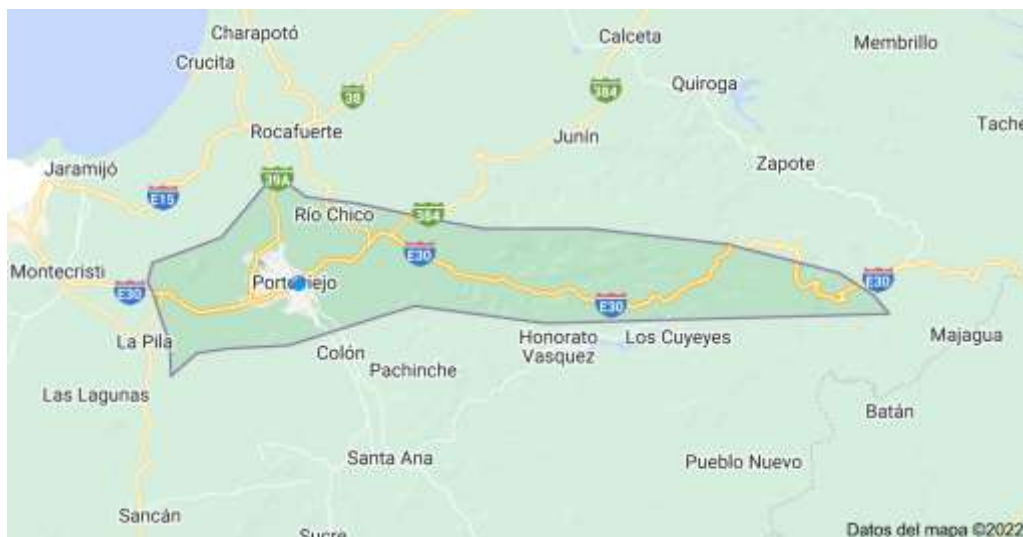 Charapotó
Calceta
Membrillo
Crucita
Quiroga
38
384
Tache
Rocafuerte
Junín
Zapote
Jaramijó
39A
E15
Río Chico
384
E30
Montecristi
Portoviejo
E30
E30
E30
La Pila
Honorato
Vasquez
Los Cuyeyes
Majagua
Colón
Pachinche
Las Lagunas
Batán
Santa Ana
Pueblo Nuevo
Sancán
Sucre
Datos del mapa ©2022